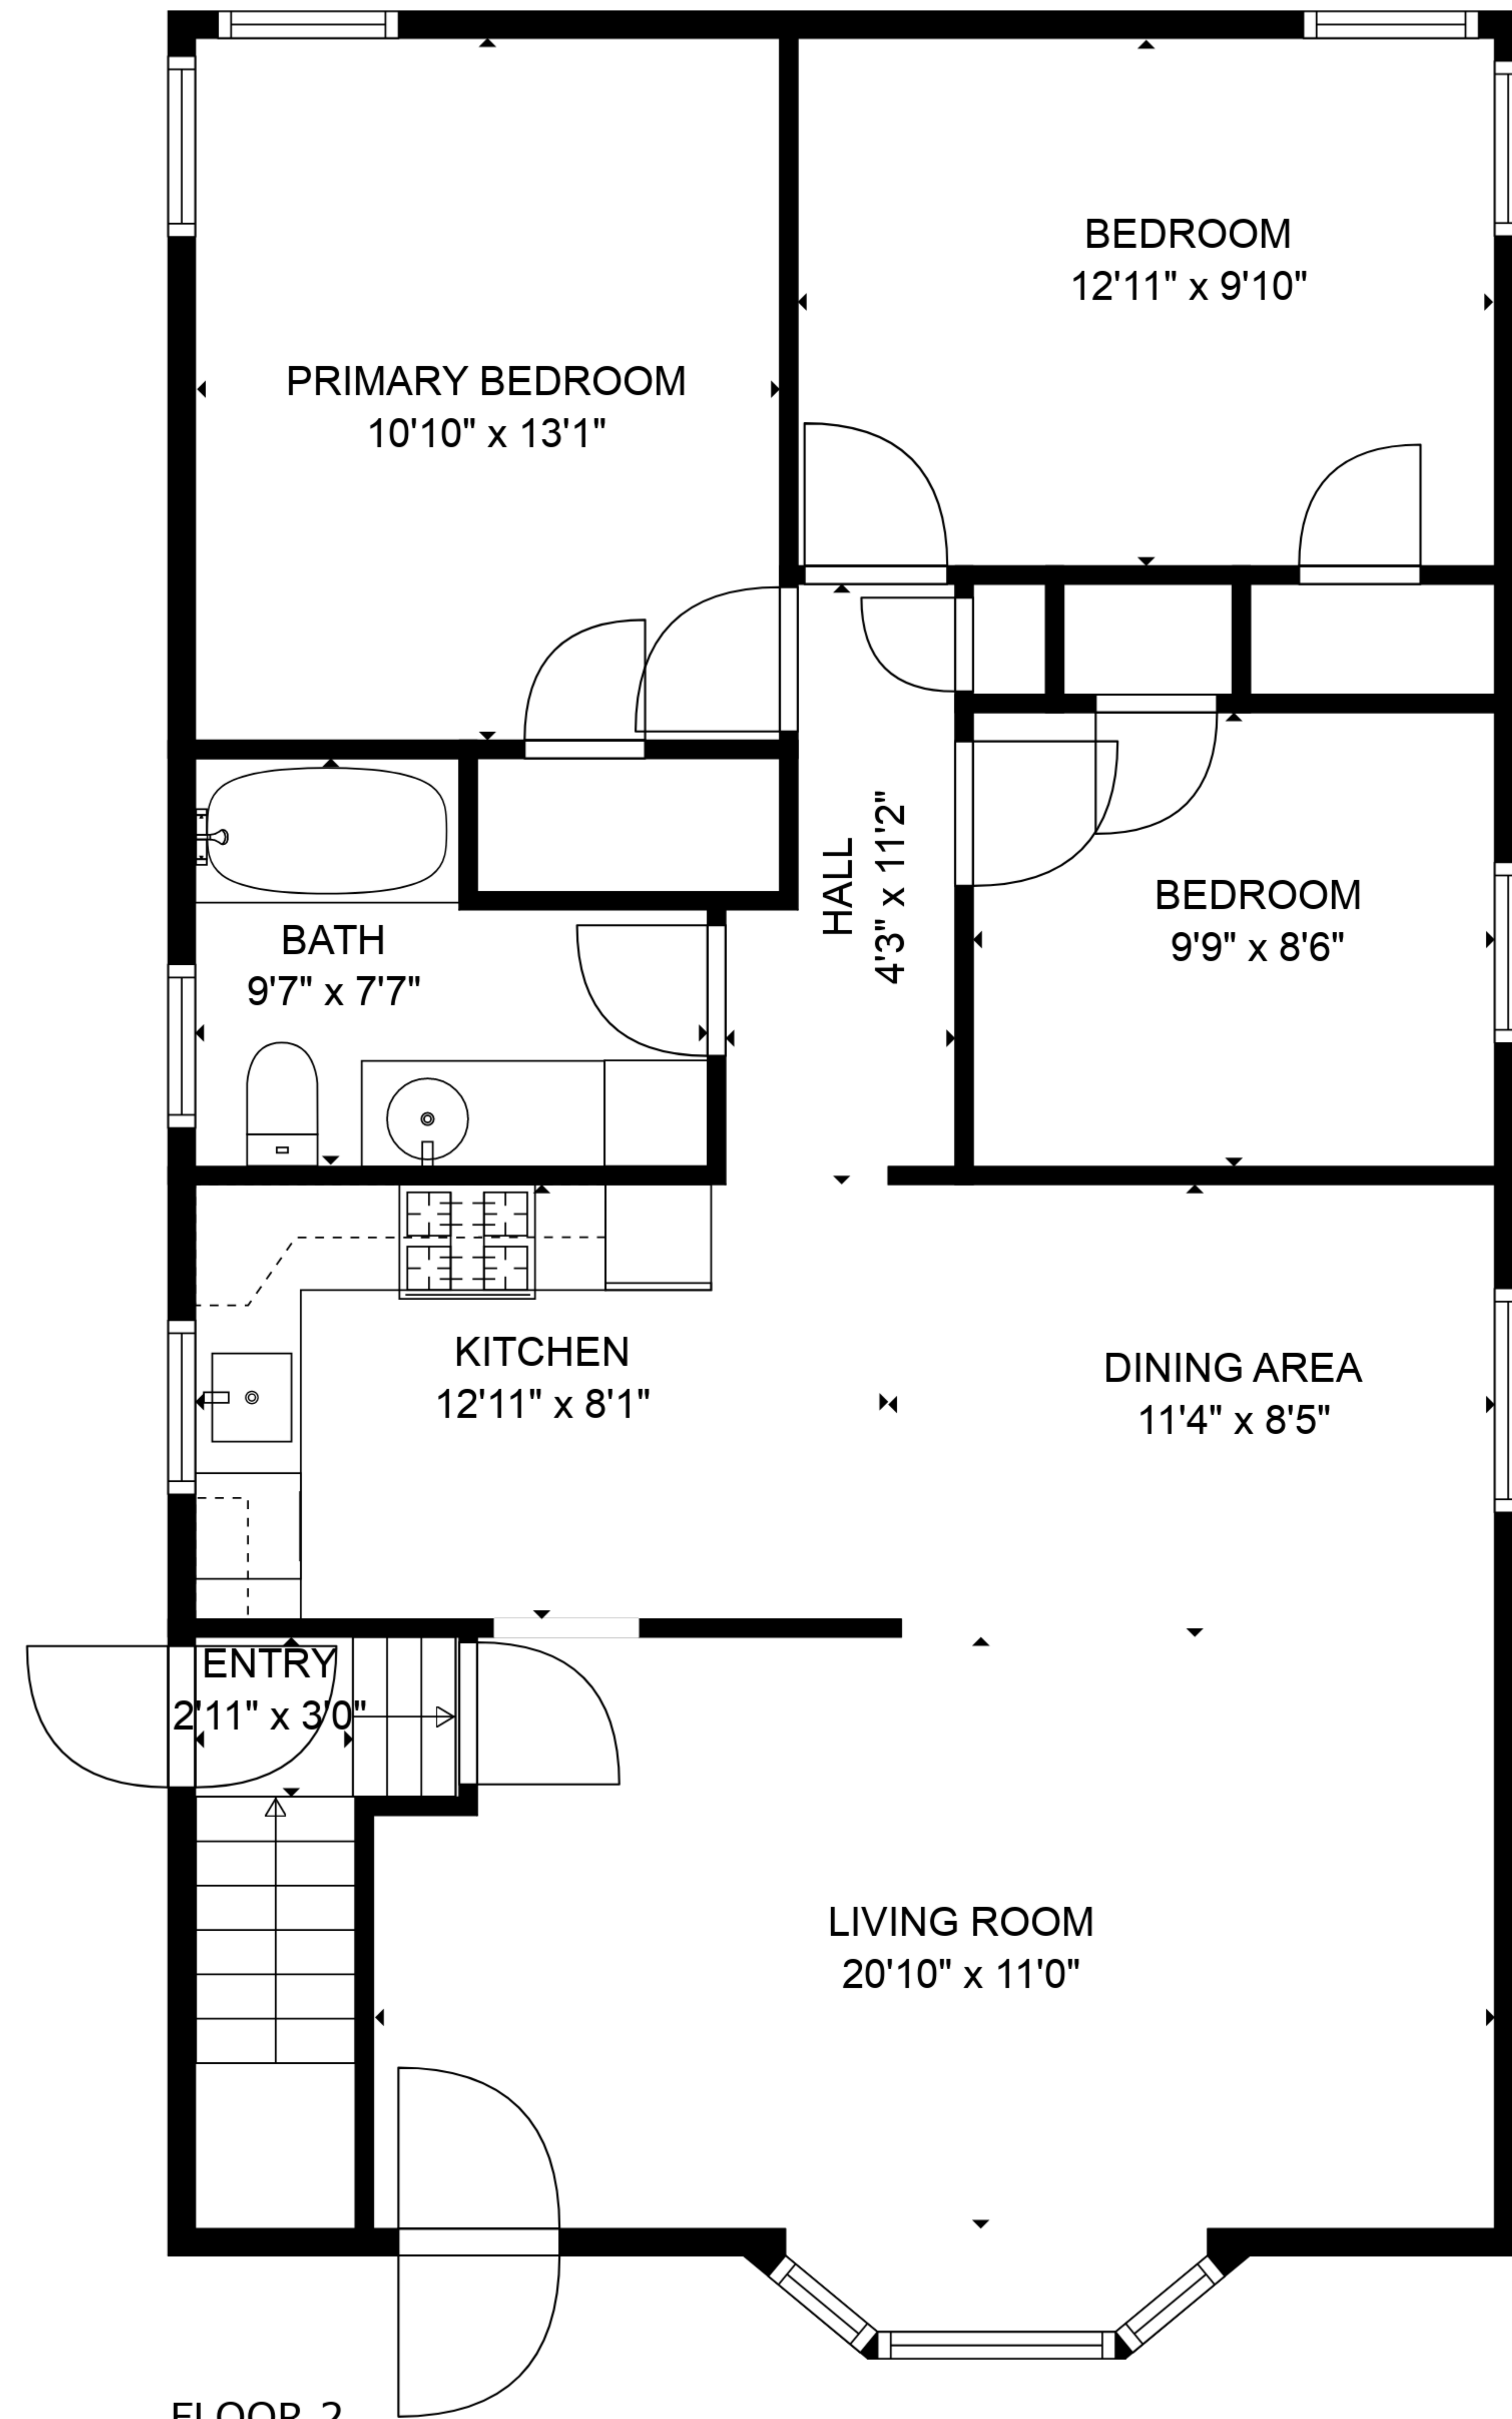 BEDROOM
12'11" x 9'10"
PRIMARY BEDROOM
10'10" x 13'1"
HALL
4'3" x 11'2"
BEDROOM
9'9" x 8'6"
BATH
9'7" x 7'7"
KITCHEN
12'11" x 8'1"
DINING AREA
11'4" x 8'5"
ENTRY
2'11" x 3'0"
LIVING ROOM
20'10" x 11'0"
FLOOR 2